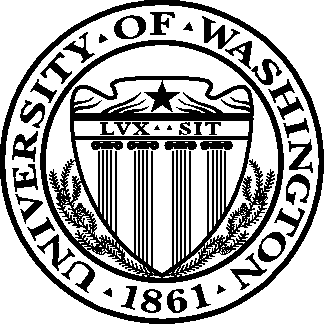 UNIVERSITY · OF · WASHINGTON
LVX · · SIT
· 1861 ·